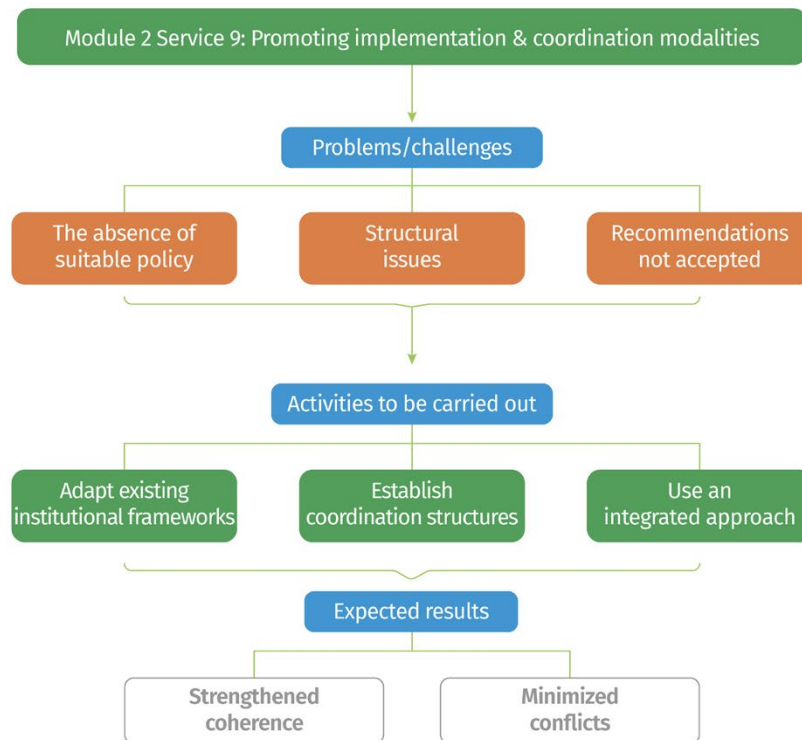 Module 2 Service 9: Promoting implementation & coordination modalities
Problems/challenges
The absence of
suitable policy
Structural
issues
Recommendations
not accepted
Activities to be carried out
Adapt existing
institutional frameworks
Establish
coordination structures
Use an
integrated approach
Expected results
Strengthened
coherence
Minimized
conflicts